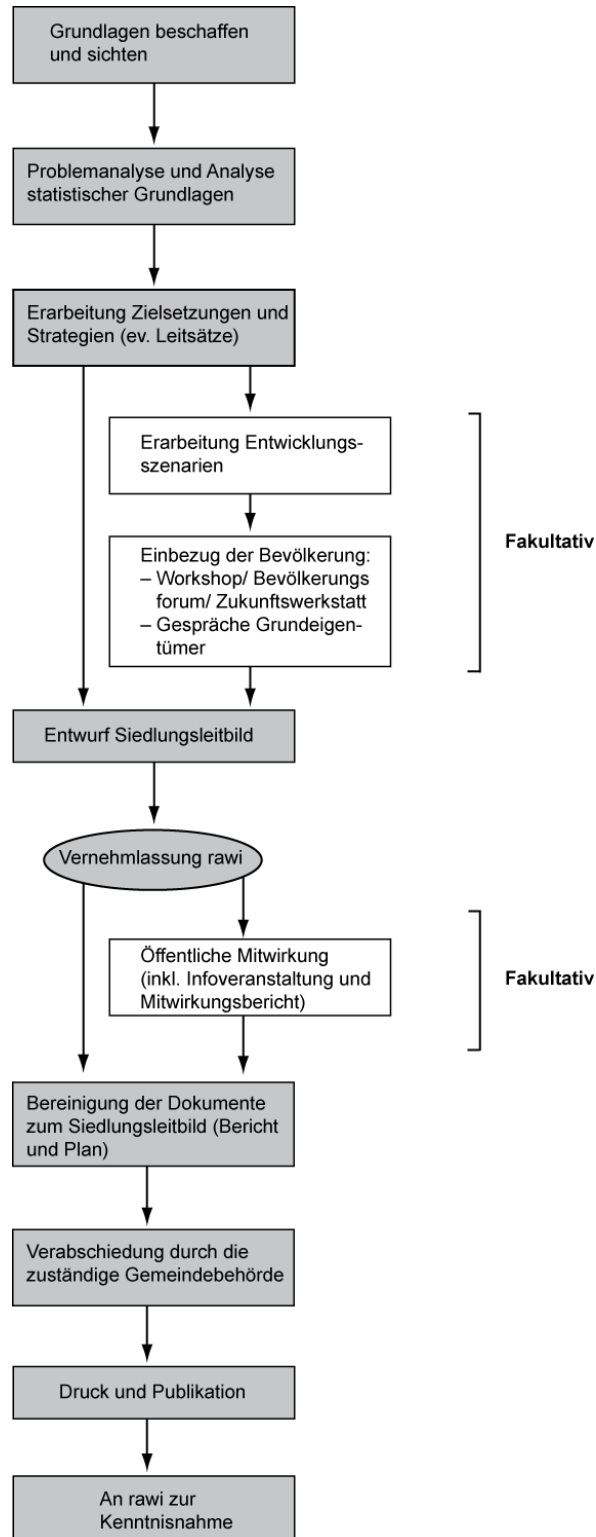 Grundlagen beschaffen
und sichten
Problemanalyse und Analyse
statistischer Grundlagen
Erarbeitung Zielsetzungen und
Strategien (ev. Leitsätze)
Erarbeitung Entwicklungs-
szenarien
Einbezug der Bevölkerung:
– Workshop/ Bevölkerungs
forum/ Zukunftswerkstatt
– Gespräche Grundeigen-
tümer
Fakultativ
Entwurf Siedlungsleitbild
Vernehmlassung rawi
Öffentliche Mitwirkung
(inkl. Infoveranstaltung und
Mitwirkungsbericht)
Fakultativ
Bereinigung der Dokumente
zum Siedlungsleitbild (Bericht
und Plan)
Verabschiedung durch die
zuständige Gemeindebehörde
Druck und Publikation
An rawi zur
Kenntnisnahme